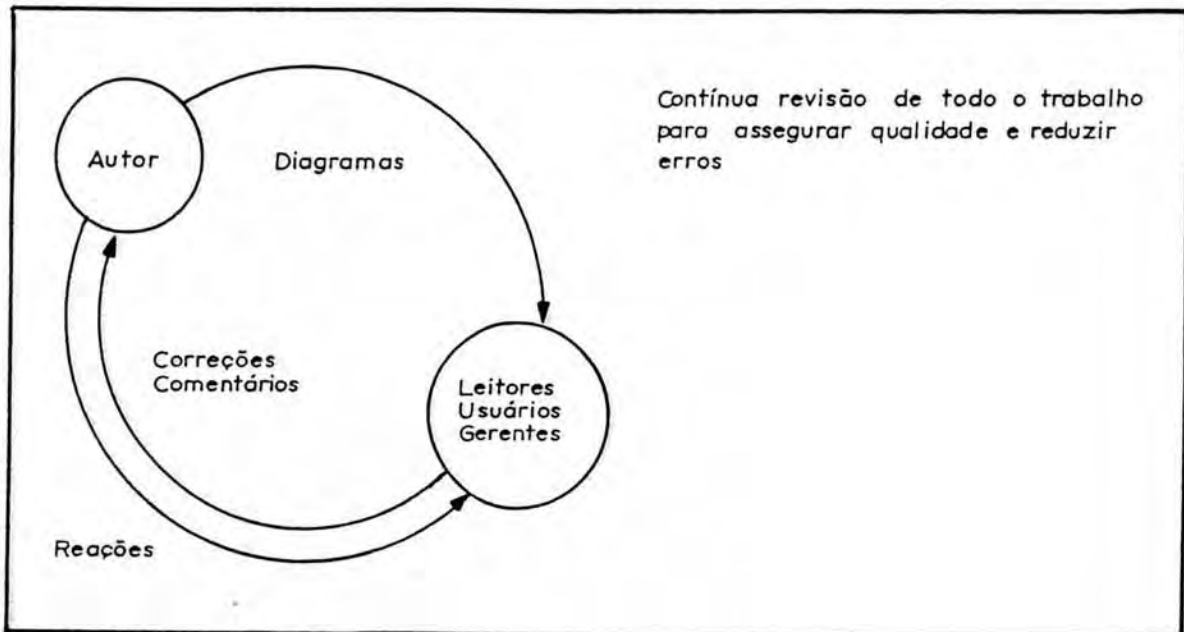 Contínua revisão de todo o trabalho
para assegurar qualidade e reduzir
erros
Autor
Diagramas
Correções
Comentários
Leitores
Usuários
Gerentes
Reações